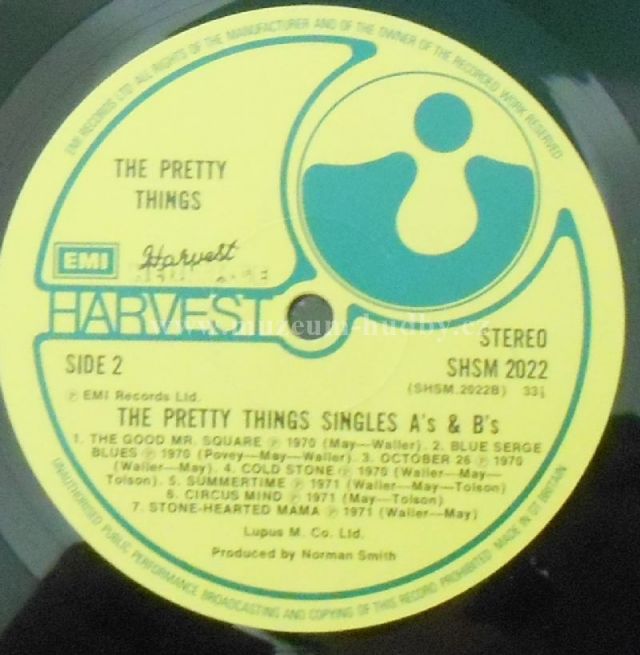 EMI RECORDS LTD ALL RIGHTS OF THE MANUFACTURER AND OF THE OWNER OF THE RECORDED WORK RESERVED
THE PRETTY
THINGS
EMI
Harvest
HARVEST
www.muzeum-hudby.cz
STEREO
SIDE 2
SHSM 2022
(SHSM.2022B) 33⅓
℗ EMI Records Ltd.
THE PRETTY THINGS SINGLES A's & B's
1. THE GOOD MR. SQUARE ℗ 1970 (May—Waller). 2. BLUE SERGE
BLUES ℗ 1970 (Povey—May—Waller). 3. OCTOBER 26 ℗ 1970
(Waller—May). 4. COLD STONE ℗ 1970 (Waller—May—
Tolson). 5. SUMMERTIME ℗ 1971 (Waller—May—Tolson)
6. CIRCUS MIND ℗ 1971 (May—Tolson)
7. STONE-HEARTED MAMA ℗ 1971 (Waller—May)
Lupus M. Co. Ltd.
Produced by Norman Smith
UNAUTHORISED PUBLIC PERFORMANCE BROADCASTING AND COPYING OF THIS RECORD PROHIBITED MADE IN GT BRITAIN